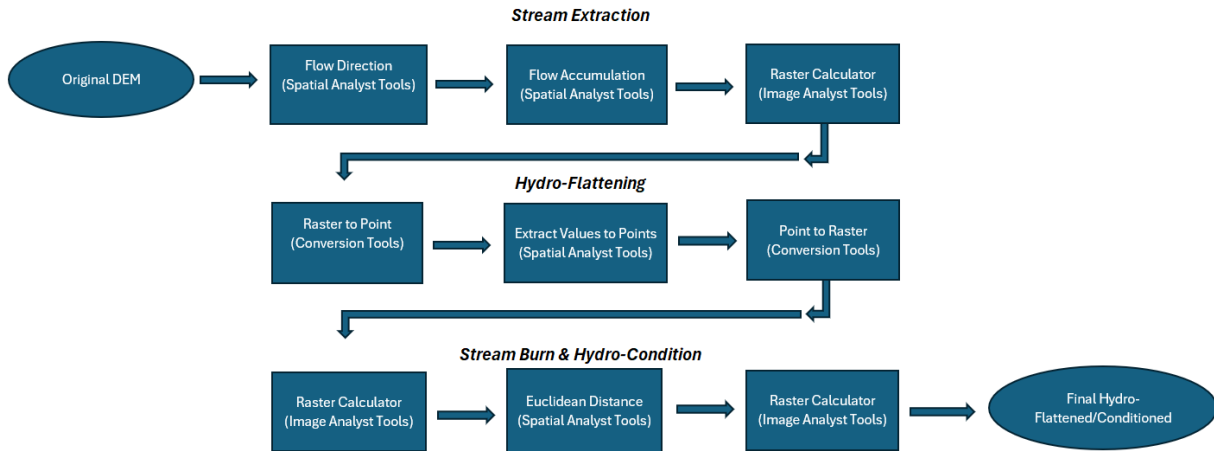 Stream Extraction
Original DEM
Flow Direction
(Spatial Analyst Tools)
Flow Accumulation
(Spatial Analyst Tools)
Raster Calculator
(Image Analyst Tools)
Hydro-Flattening
Raster to Point
(Conversion Tools)
Extract Values to Points
(Spatial Analyst Tools)
Point to Raster
(Conversion Tools)
Stream Burn & Hydro-Condition
Raster Calculator
(Image Analyst Tools)
Euclidean Distance
(Spatial Analyst Tools)
Raster Calculator
(Image Analyst Tools)
Final Hydro-
Flattened/Conditioned